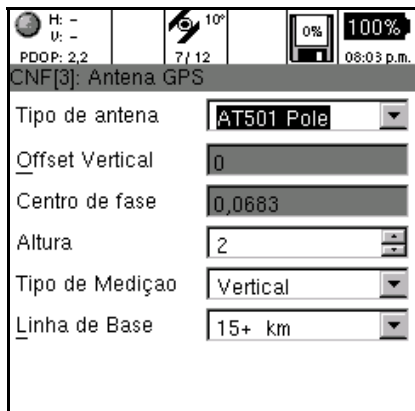 H: -
V: -
PDOP: 2,2
10°
7/12
0%
100%
08:03 p.m.
CNF[3]: Antena GPS
Tipo de antena AT501 Pole
Offset Vertical 0
Centro de fase 0,0683
Altura 2
Tipo de Mediçao Vertical
Linha de Base 15+ km